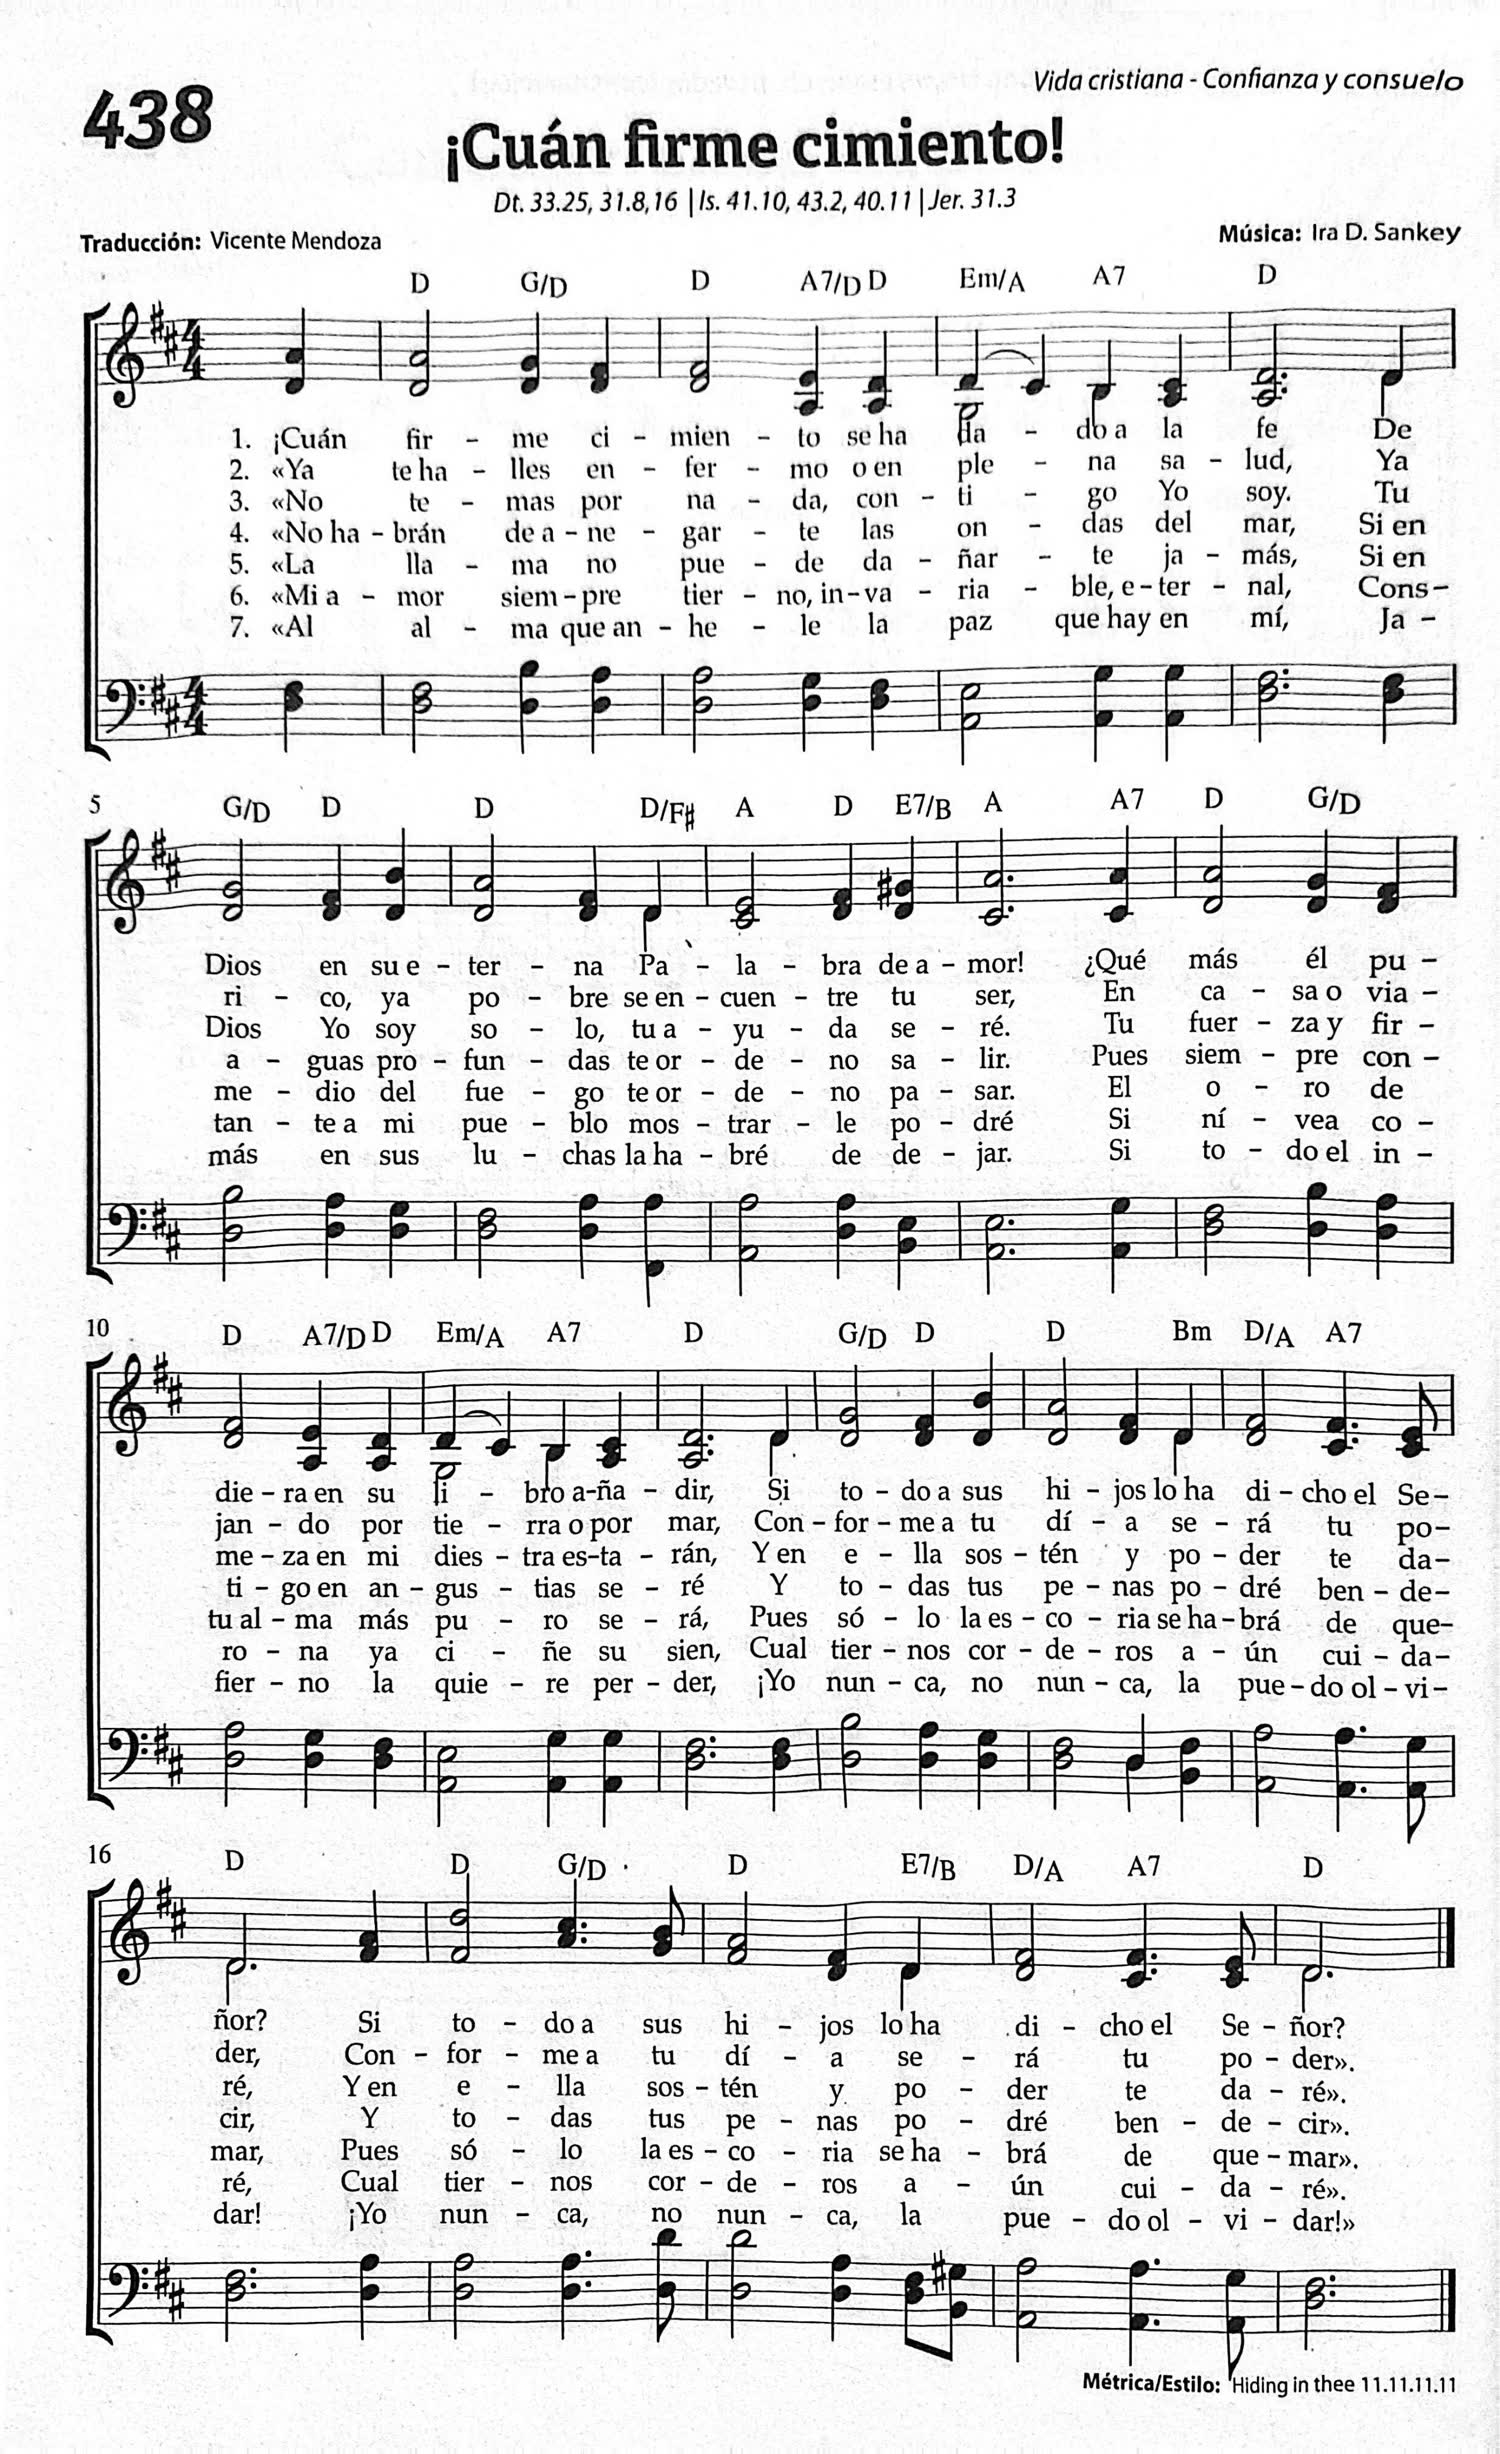 438
Vida cristiana - Confianza y consuelo
¡Cuán firme cimiento!
Dt. 33.25, 31.8,16 | Is. 41.10, 43.2, 40.11 | Jer. 31.3
Traducción: Vicente Mendoza
Música: Ira D. Sankey
D G/D D A7/D D Em/A A7 D
4 4
1. ¡Cuán fir - me ci - mien - to se ha da - do a la fe De
2. «Ya te ha - lles en - fer - mo o en ple - na sa - lud, Ya
3. «No te - mas por na - da, con - ti - go Yo soy. Tu
4. «No ha - brán de a - ne - gar - te las on - das del mar, Si en
5. «La lla - ma no pue - de da - ñar - te ja - más, Si en
6. «Mi a - mor siem - pre tier - no, in - va - ria - ble, e - ter - nal, Cons -
7. «Al al - ma que an - he - le la paz que hay en mí, Ja -
4 4
5
G/D D D D/F# A D E7/B A A7 D G/D
Dios en su e - ter - na Pa - la - bra de a - mor! ¿Qué más él pu -
ri - co, ya po - bre se en - cuen - tre tu ser, En ca - sa o via -
Dios Yo soy so - lo, tu a - yu - da se - ré. Tu fuer - za y fir -
a - guas pro - fun - das te or - de - no sa - lir. Pues siem - pre con -
me - dio del fue - go te or - de - no pa - sar. El o - ro de
tan - te a mi pue - blo mos - trar - le po - dré Si ní - vea co -
más en sus lu - chas la ha - bré de de - jar. Si to - do el in -
10
D A7/D D Em/A A7 D G/D D D Bm D/A A7
die - ra en su li - bro a - ña - dir, Si to - do a sus hi - jos lo ha di - cho el Se -
jan - do por tie - rra o por mar, Con - for - me a tu dí - a se - rá tu po -
me - za en mi dies - tra es - ta - rán, Y en e - lla sos - tén y po - der te da -
ti - go en an - gus - tias se - ré Y to - das tus pe - nas po - dré ben - de -
tu al - ma más pu - ro se - rá, Pues só - lo la es - co - ria se ha - brá de que -
ro - na ya ci - ñe su sien, Cual tier - nos cor - de - ros a - ún cui - da -
fier - no la quie - re per - der, ¡Yo nun - ca, no nun - ca, la pue - do ol - vi -
16
D D G/D D E7/B D/A A7 D
ñor? Si to - do a sus hi - jos lo ha di - cho el Se - ñor?
der, Con - for - me a tu dí - a se - rá tu po - der».
ré, Y en e - lla sos - tén y po - der te da - ré».
cir, Y to - das tus pe - nas po - dré ben - de - cir».
mar, Pues só - lo la es - co - ria se ha - brá de que - mar».
ré, Cual tier - nos cor - de - ros a - ún cui - da - ré».
dar! ¡Yo nun - ca, no nun - ca, la pue - do ol - vi - dar!»
Métrica/Estilo: Hiding in thee 11.11.11.11